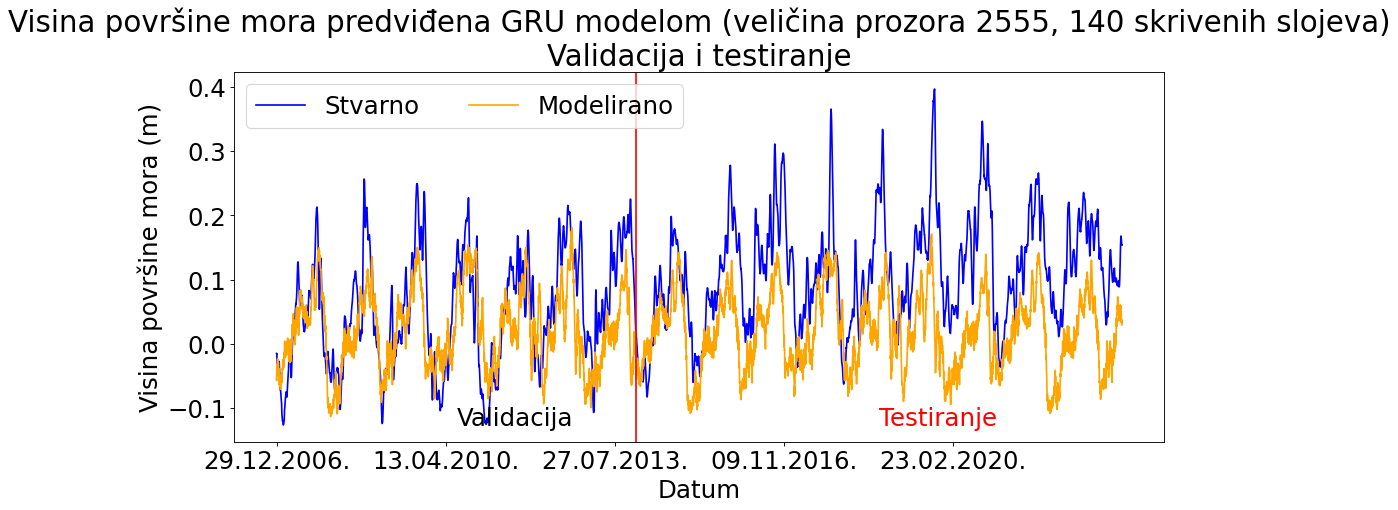 Visina površine mora predviđena GRU modelom (veličina prozora 2555, 140 skrivenih slojeva)
Validacija i testiranje
Stvarno
Modelirano
Visina površine mora (m)
0.4
0.3
0.2
0.1
0.0
−0.1
Validacija
Testiranje
29.12.2006.
13.04.2010.
27.07.2013.
09.11.2016.
23.02.2020.
Datum